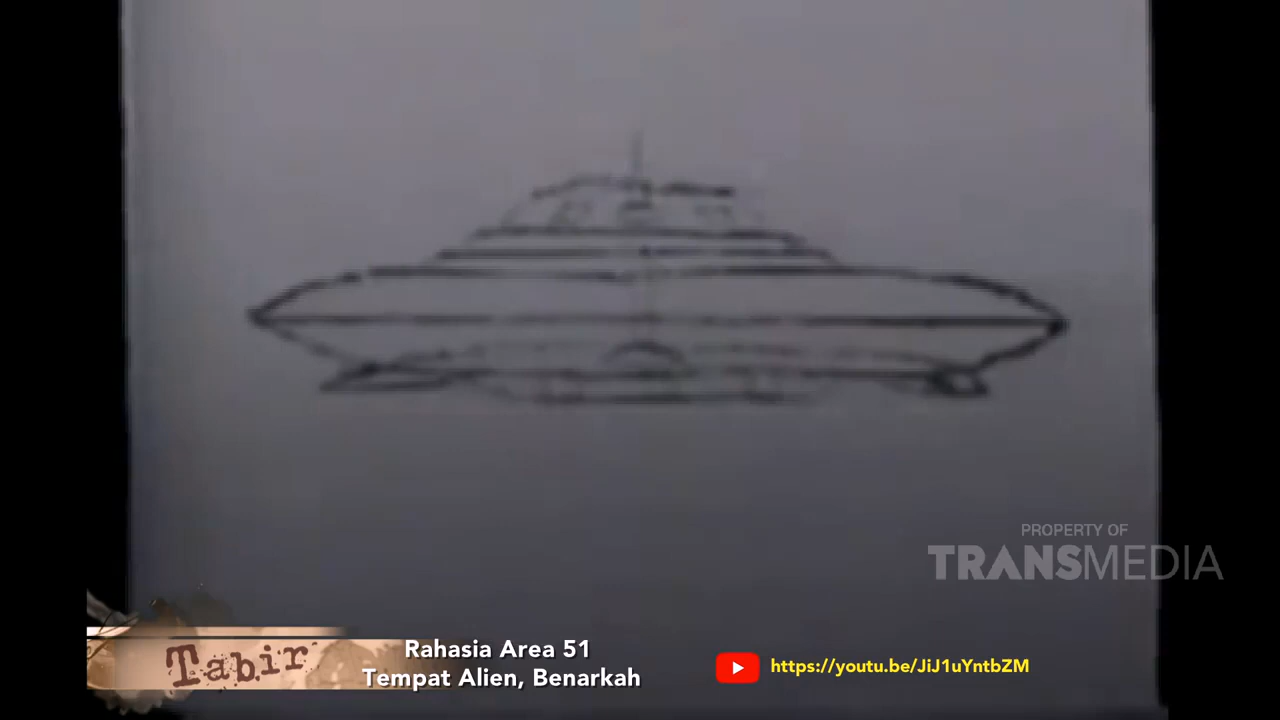 PROPERTY OF
TRANSMEDIA
Tabir
Rahasia Area 51
Tempat Alien, Benarkah
https://youtu.be/JiJ1uYntbZM